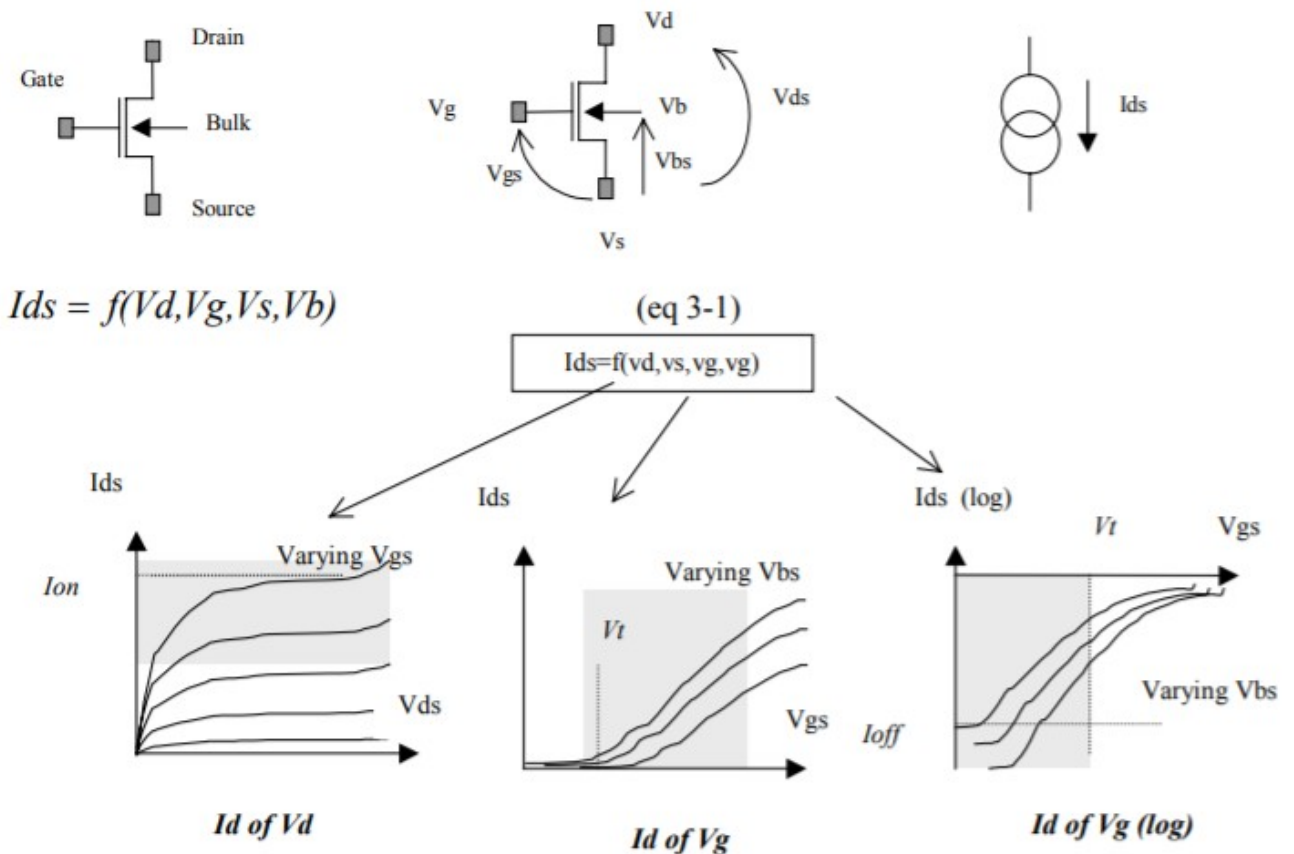 Drain
Gate
Bulk
Source
Vd
Vg
Vb
Vds
Vgs
Vbs
Vs
Ids
Ids = f(Vd,Vg,Vs,Vb)
(eq 3-1)
Ids=f(vd,vs,vg,vg)
Ids
Varying Vgs
Ion
Vds
Id of Vd
Ids
Varying Vbs
Vt
Vgs
Id of Vg
Ids (log)
Vt
Vgs
Varying Vbs
Ioff
Id of Vg (log)